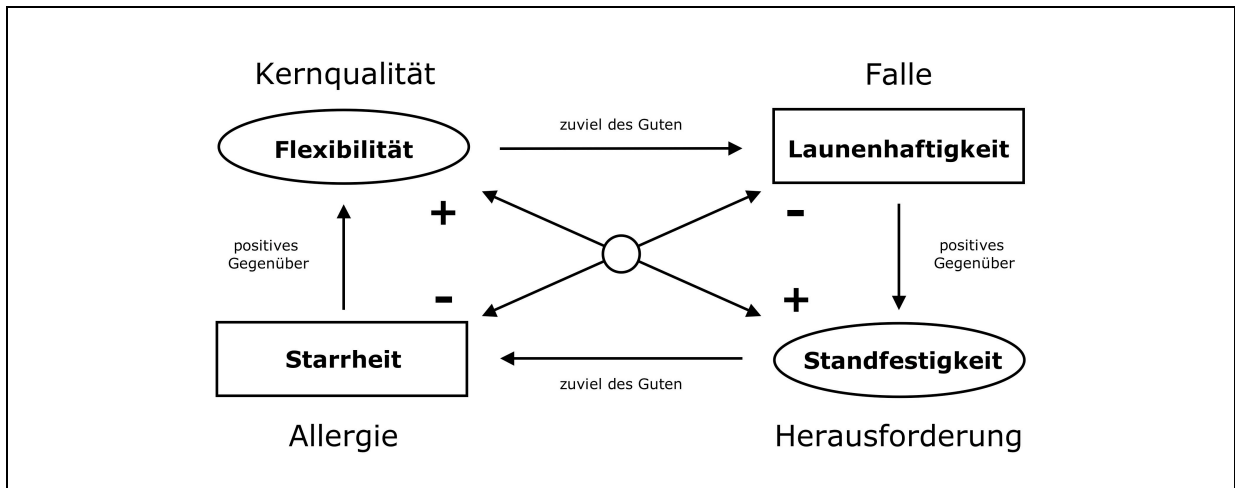 Kernqualität
Falle
Flexibilität
zuviel des Guten
Launenhaftigkeit
+
-
positives
Gegenüber
positives
Gegenüber
-
+
Starrheit
zuviel des Guten
Standfestigkeit
Allergie
Herausforderung